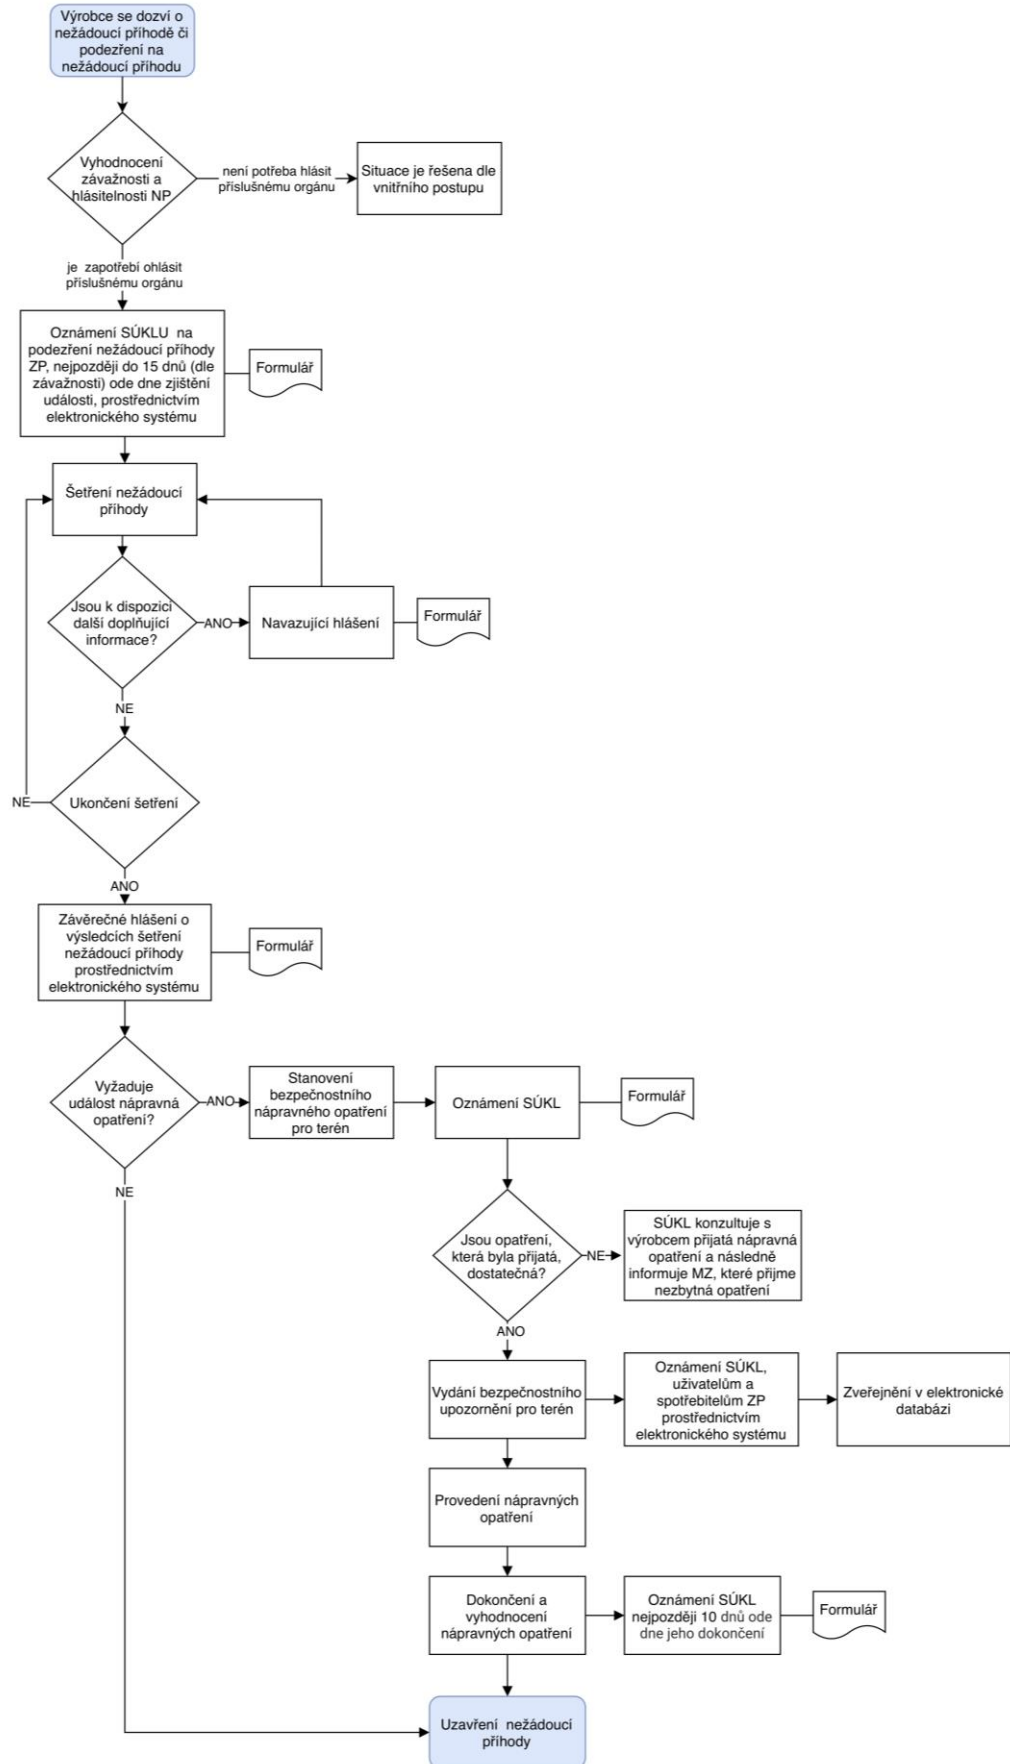 Výrobce se dozví o
nežádoucí příhodě či
podezření na
nežádoucí příhodu
Vyhodnocení
závažnosti a
hlásitelnosti NP
není potřeba hlásit
příslušnému orgánu
Situace je řešena dle
vnitřního postupu
je zapotřebí ohlásit
příslušnému orgánu
Oznámení SÚKLU na
podezření nežádoucí příhody
ZP, nejpozději do 15 dnů (dle
závažnosti) ode dne zjištění
události, prostřednictvím
elektronického systému
Formulář
Šetření nežádoucí
příhody
Jsou k dispozici
další doplňující
informace?
ANO
Navazující hlášení
Formulář
NE
Ukončení šetření
NE
ANO
Závěrečné hlášení o
výsledcích šetření
nežádoucí příhody
prostřednictvím
elektronického systému
Formulář
Vyžaduje
událost nápravná
opatření?
ANO
Stanovení
bezpečnostního
nápravného opatření
pro terén
Oznámení SÚKL
Formulář
NE
Jsou opatření,
která byla přijatá,
dostatečná?
NE
SÚKL konzultuje s
výrobcem přijatá nápravná
opatření a následně
informuje MZ, které přijme
nezbytná opatření
ANO
Vydání bezpečnostního
upozornění pro terén
Oznámení SÚKL,
uživatelům a
spotřebitelům ZP
prostřednictvím
elektronického systému
Zveřejnění v elektronické
databázi
Provedení nápravných
opatření
Dokončení a
vyhodnocení
nápravných opatření
Oznámení SÚKL
nejpozději 10 dnů ode
dne jeho dokončení
Formulář
Uzavření nežádoucí
příhody